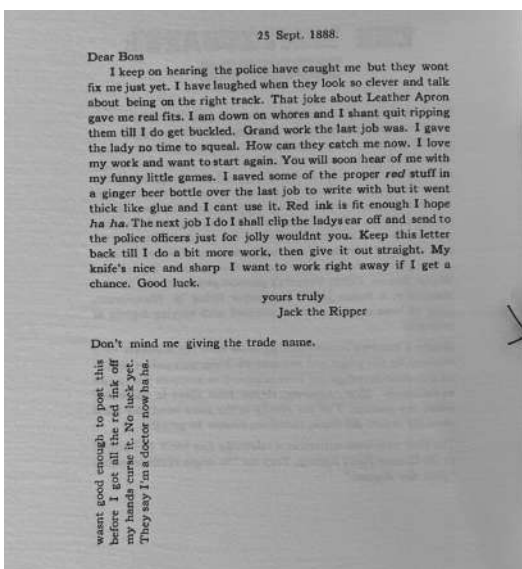 25 Sept. 1888.
Dear Boss
I keep on hearing the police have caught me but they wont
fix me just yet. I have laughed when they look so clever and talk
about being on the right track. That joke about Leather Apron
gave me real fits. I am down on whores and I shant quit ripping
them till I do get buckled. Grand work the last job was. I gave
the lady no time to squeal. How can they catch me now. I love
my work and want to start again. You will soon hear of me with
my funny little games. I saved some of the proper red stuff in
a ginger beer bottle over the last job to write with but it went
thick like glue and I cant use it. Red ink is fit enough I hope
ha ha. The next job I do I shall clip the ladys ear off and send to
the police officers just for jolly wouldnt you. Keep this letter
back till I do a bit more work, then give it out straight. My
knife's nice and sharp I want to work right away if I get a
chance. Good luck.
yours truly
Jack the Ripper
Don't mind me giving the trade name.
wasnt good enough to post this
before I got all the red ink off
my hands curse it. No luck yet.
They say I'm a doctor now ha ha.